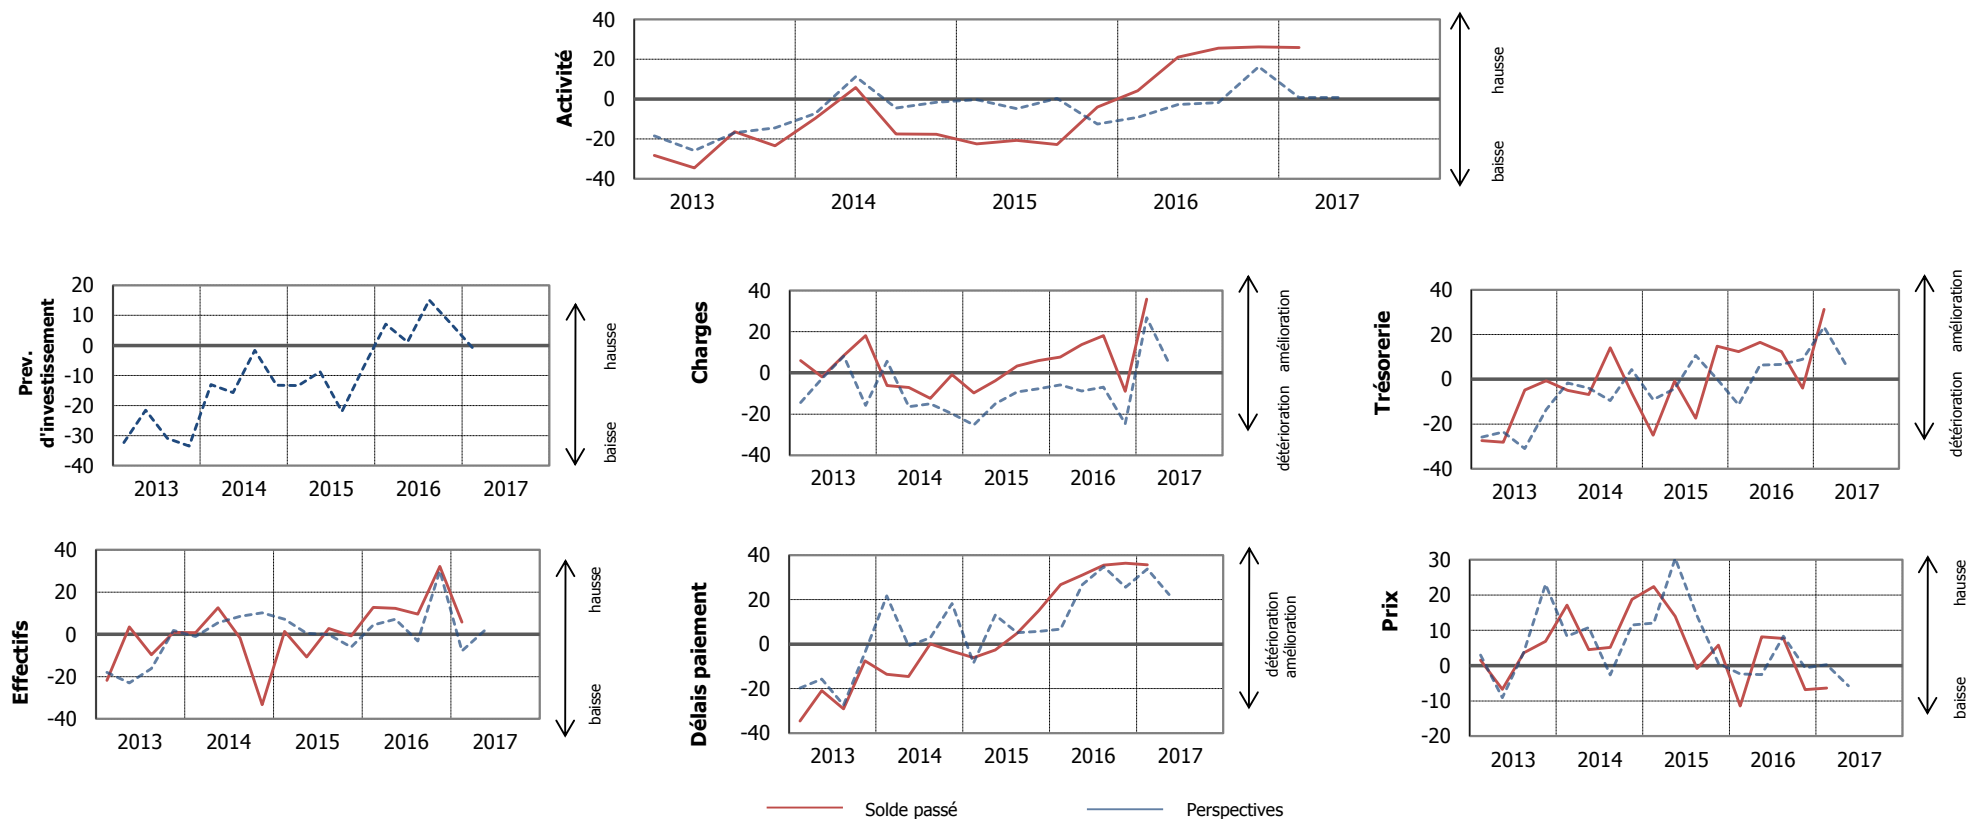 Activité
40
20
0
-20
-40
2013 2014 2015 2016 2017
hausse
baisse
Prev.
d'investissement
20
10
0
-10
-20
-30
-40
2013 2014 2015 2016 2017
hausse
baisse
Charges
40
20
0
-20
-40
2013 2014 2015 2016 2017
amélioration
détérioration
Trésorerie
40
20
0
-20
-40
2013 2014 2015 2016 2017
amélioration
détérioration
Effectifs
40
20
0
-20
-40
2013 2014 2015 2016 2017
hausse
baisse
Délais paiement
40
20
0
-20
-40
2013 2014 2015 2016 2017
détérioration
amélioration
Prix
30
20
10
0
-10
-20
2013 2014 2015 2016 2017
hausse
baisse
Solde passé Perspectives